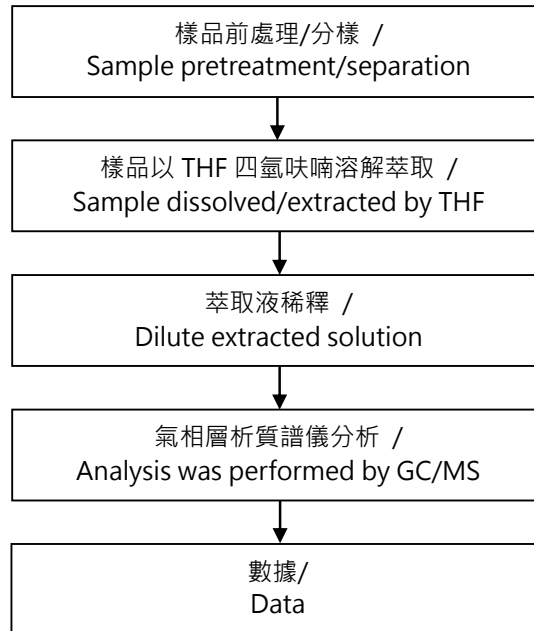 樣品前處理/分樣 /
Sample pretreatment/separation
樣品以 THF 四氫呋喃溶解萃取 /
Sample dissolved/extracted by THF
萃取液稀釋 /
Dilute extracted solution
氣相層析質譜儀分析 /
Analysis was performed by GC/MS
數據/
Data